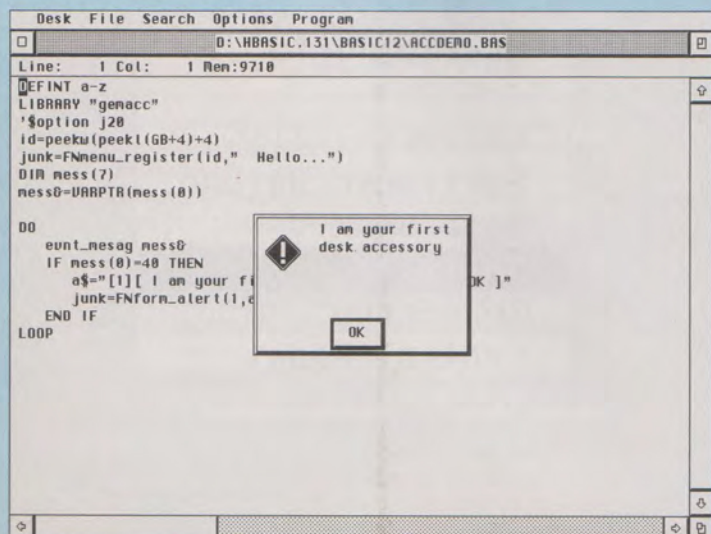 Desk File Search Options Program
D:\HBASIC.131\BASIC12\ACCDEMO.BAS
Line: 1 Col: 1 Mem:9710
DEFINT a-z
LIBRARY "gemacc"
'$option j20
id=peekw(peekl(GB+4)+4)
junk=FNmenu_register(id,"  Hello...")
DIM mess(7)
mess&=VARPTR(mess(0))
DO
evnt_mesag mess&
IF mess(0)=40 THEN
a$="[1][ I am your fi OK ]"
junk=FNform_alert(1,a
END IF
LOOP
I am your first
desk accessory
OK